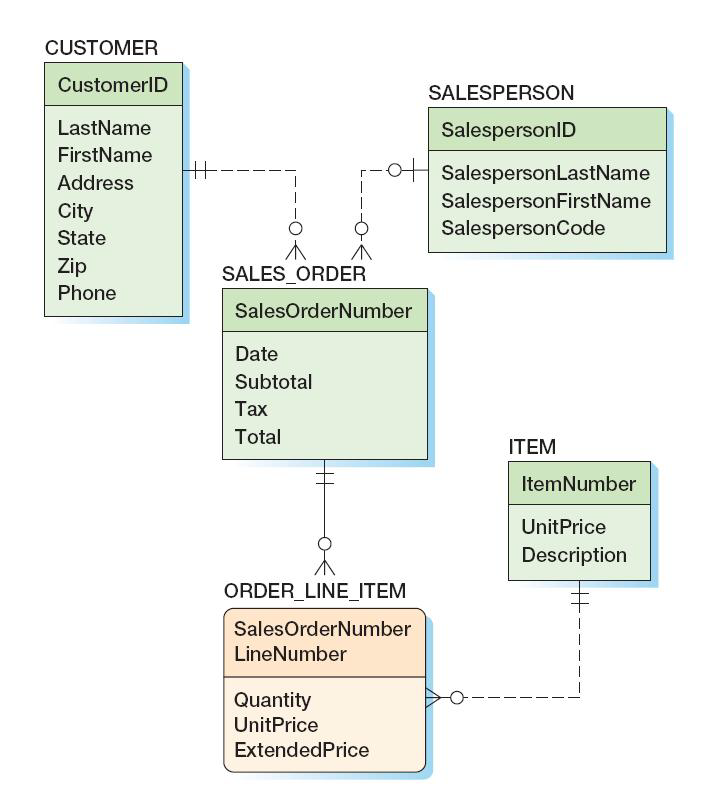 CUSTOMER
CustomerID
LastName
FirstName
Address
City
State
Zip
Phone
SALESPERSON
SalespersonID
SalespersonLastName
SalespersonFirstName
SalespersonCode
SALES_ORDER
SalesOrderNumber
Date
Subtotal
Tax
Total
ITEM
ItemNumber
UnitPrice
Description
ORDER_LINE_ITEM
SalesOrderNumber
LineNumber
Quantity
UnitPrice
ExtendedPrice